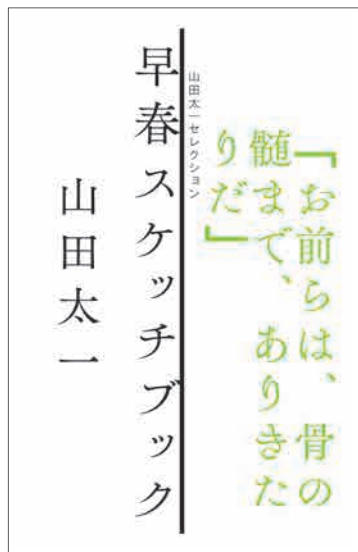 『お前らは、骨の
髄まで、ありきた
りだ』
山田太一セレクション
早春スケッチブック
山田太一